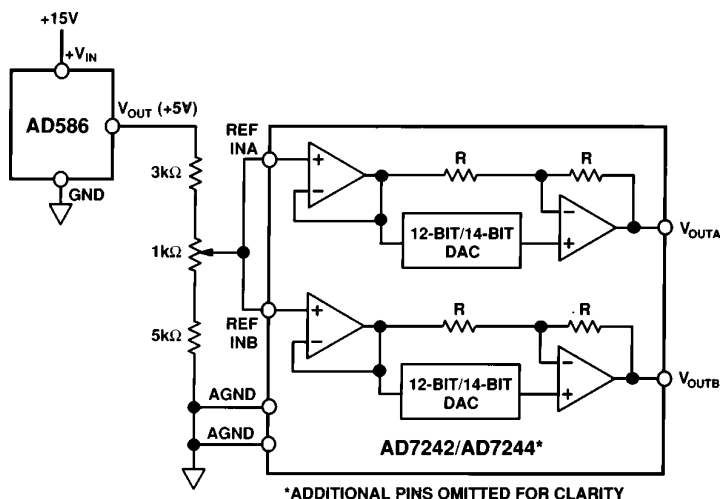 +15V
+VIN
AD586
VOUT (+5V)
GND
3kΩ
1kΩ
5kΩ
REF
INA
R
R
12-BIT/14-BIT
DAC
VOUTA
REF
INB
R
R
12-BIT/14-BIT
DAC
VOUTB
AGND
AGND
AD7242/AD7244*
*ADDITIONAL PINS OMITTED FOR CLARITY